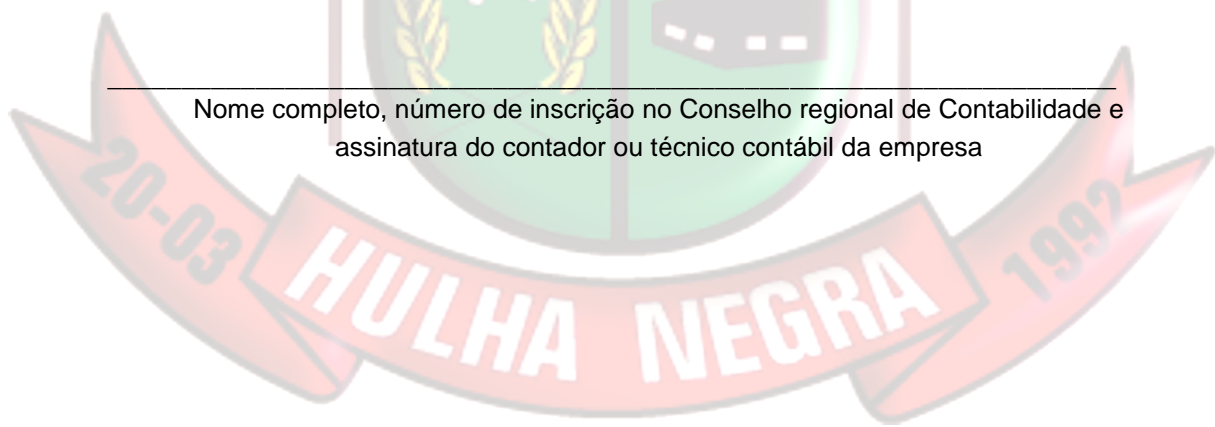 Nome completo, número de inscrição no Conselho regional de Contabilidade e
assinatura do contador ou técnico contábil da empresa
20-03
HULHA NEGRA
1992